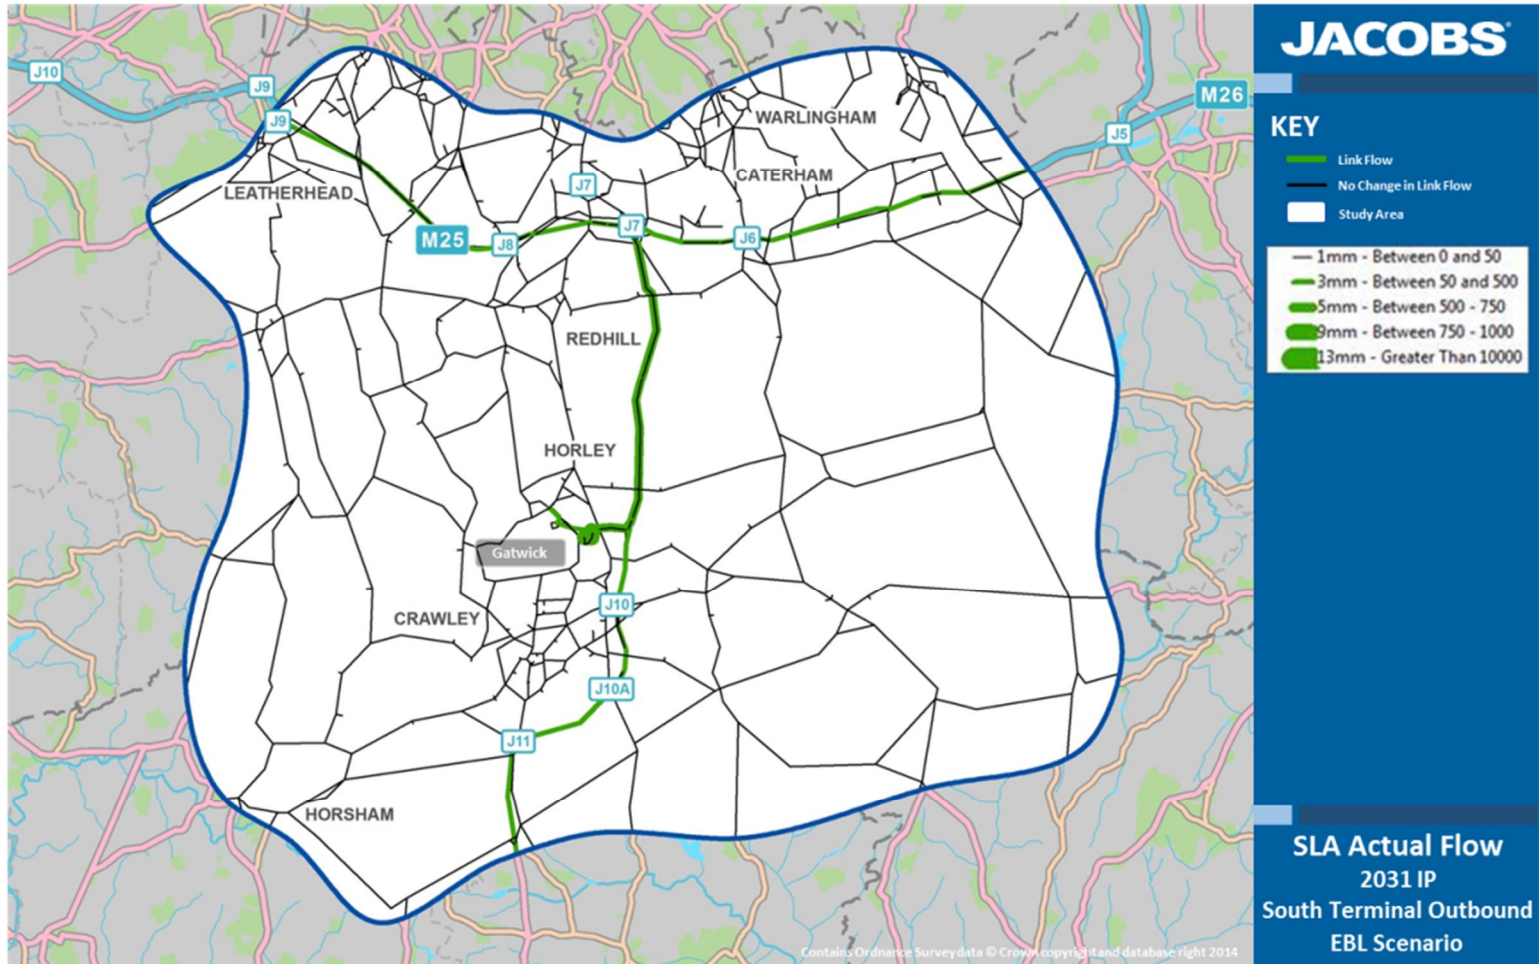 JACOBS
J10
J9
J9
M26
J5
WARLINGHAM
KEY
Link Flow
No Change in Link Flow
Study Area
CATERHAM
J7
LEATHERHEAD
M25
J8
J7
J6
1mm - Between 0 and 50
3mm - Between 50 and 500
5mm - Between 500 - 750
9mm - Between 750 - 1000
13mm - Greater Than 10000
REDHILL
HORLEY
Gatwick
J10
CRAWLEY
J10A
J11
HORSHAM
SLA Actual Flow
2031 IP
South Terminal Outbound
EBL Scenario
Contains Ordnance Survey data © Crown copyright and database right 2014